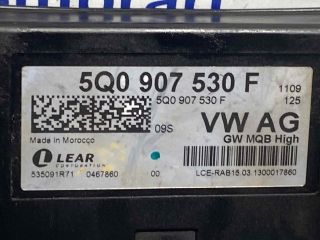 5Q0 907 530 F
1109
5Q0 907 530 F
125
09S
VW AG
Made in Morocco
GW MQB High
LEAR
CORPORATION
535091R71 0467860 00 LCE-RAB15.03.1300017860